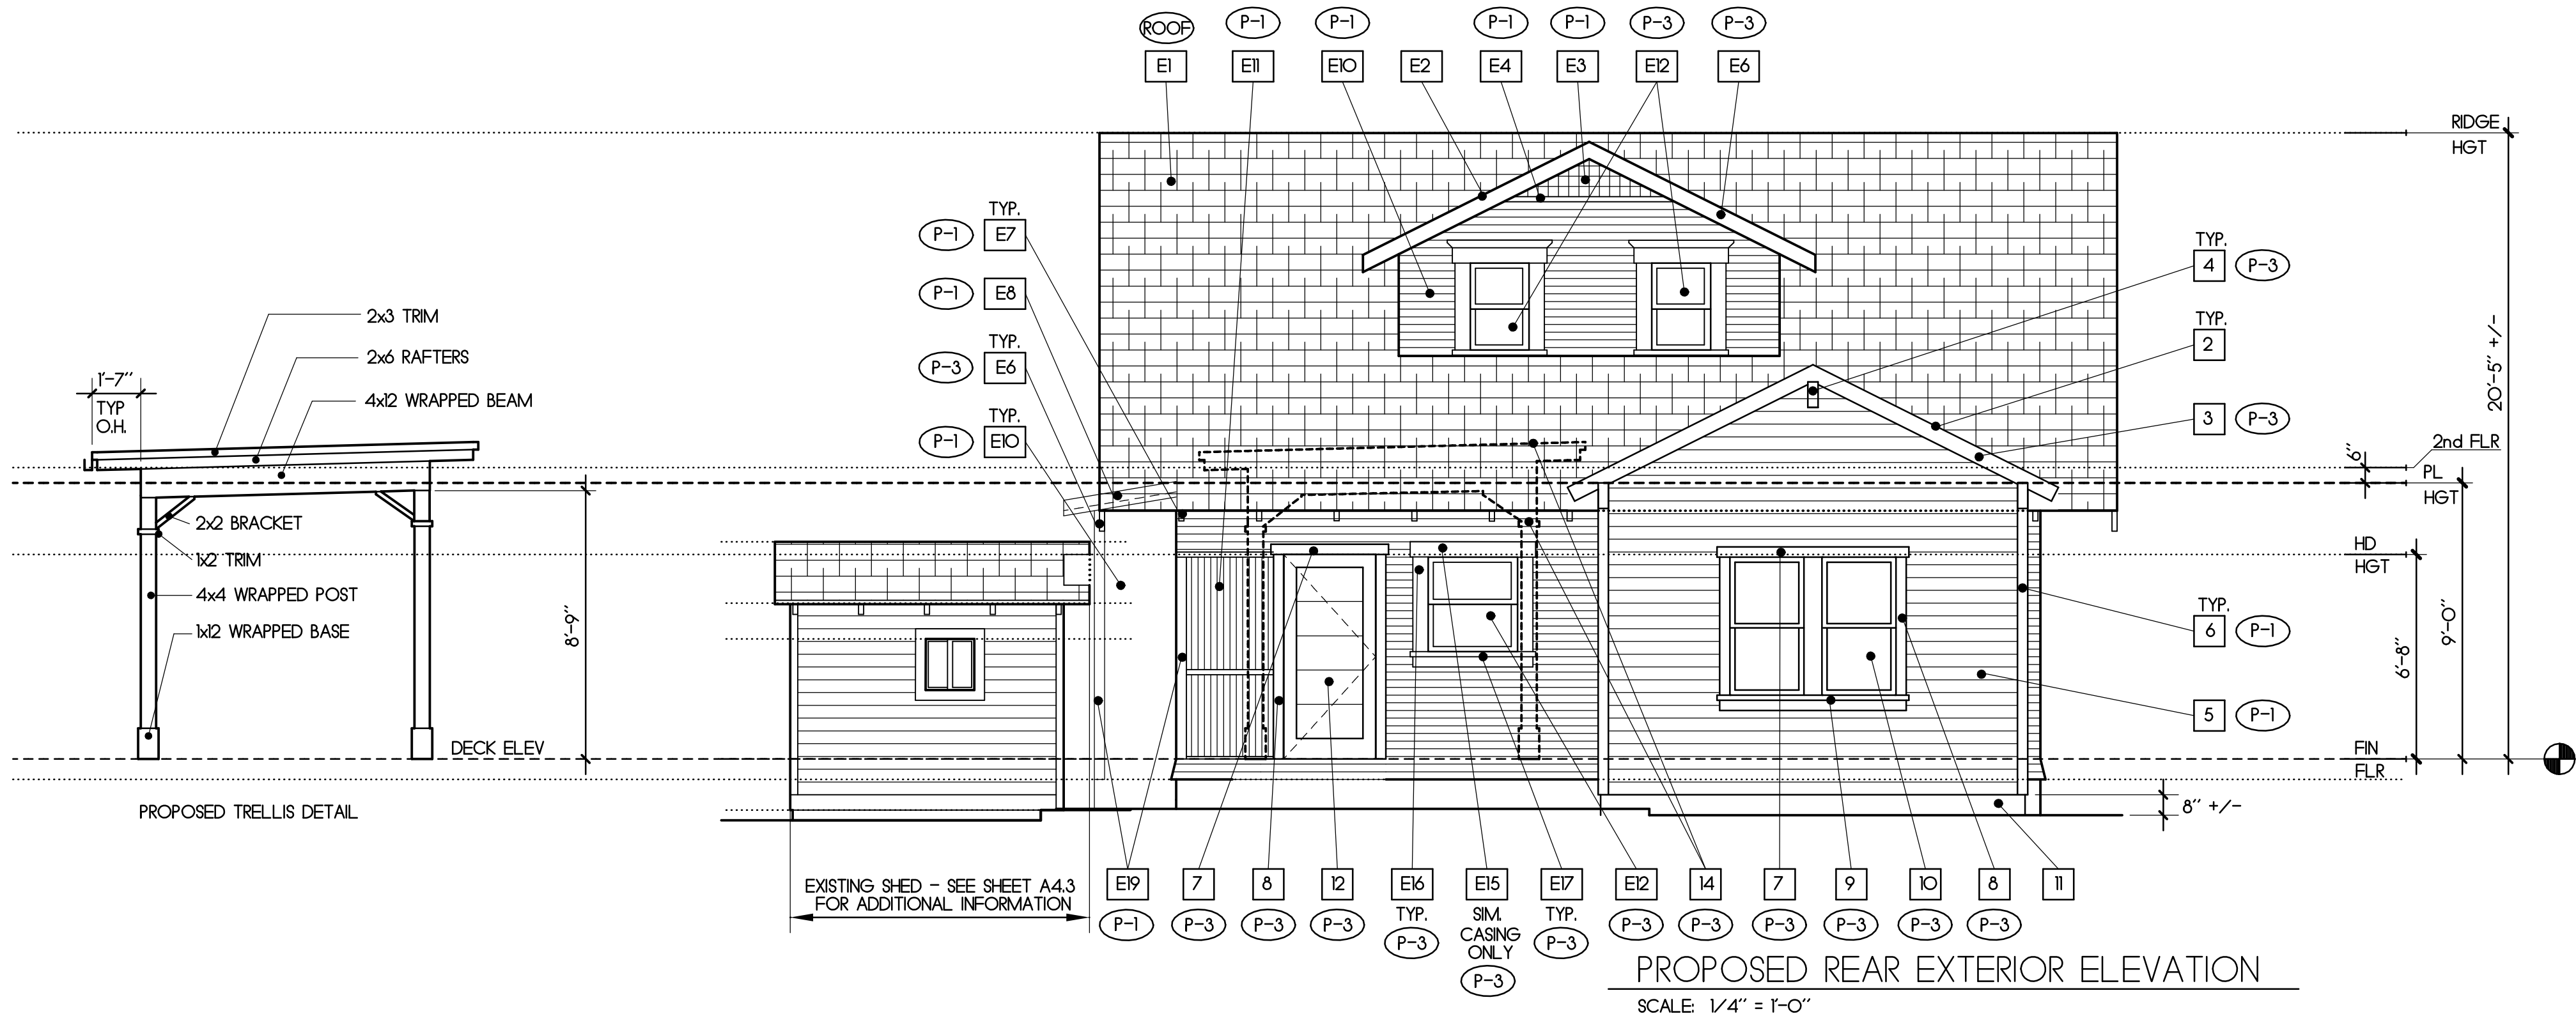 ROOF
P-1
P-1
P-1
P-1
P-3
P-3
E1
E11
E10
E2
E4
E3
E12
E6
RIDGE
HGT
TYP.
P-1
E7
P-1
E8
TYP.
P-3
E6
TYP.
P-1
E10
TYP.
4
P-3
TYP.
2
3
P-3
20'-5" +/-
2nd FLR
6"
PL
HGT
HD
HGT
9'-0"
6'-8"
TYP.
6
P-1
5
P-1
FIN
FLR
8" +/-
2x3 TRIM
2x6 RAFTERS
1'-7"
TYP
O.H.
4x12 WRAPPED BEAM
2x2 BRACKET
1x2 TRIM
4x4 WRAPPED POST
1x12 WRAPPED BASE
8'-9"
DECK ELEV
PROPOSED TRELLIS DETAIL
EXISTING SHED - SEE SHEET A4.3
FOR ADDITIONAL INFORMATION
E19
7
8
12
E16
E15
E17
E12
14
7
9
10
8
11
P-1
P-3
P-3
P-3
TYP.
P-3
SIM.
CASING
ONLY
P-3
TYP.
P-3
P-3
P-3
P-3
P-3
P-3
P-3
PROPOSED REAR EXTERIOR ELEVATION
SCALE: 1/4" = 1'-0"